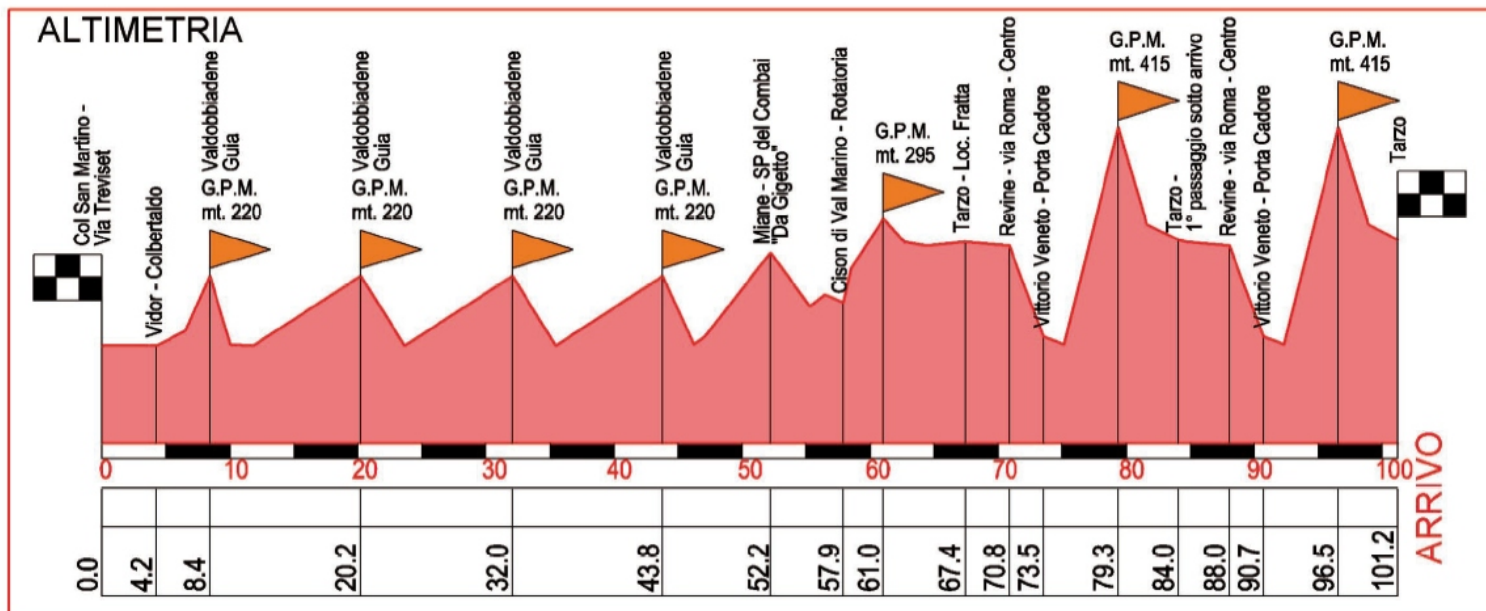 ALTIMETRIA
Col San Martino -
Via Treviset
Vidor - Colbertaldo
Valdobbiadene
Guia
G.P.M.
mt. 220
Valdobbiadene
Guia
G.P.M.
mt. 220
Valdobbiadene
Guia
G.P.M.
mt. 220
Valdobbiadene
Guia
G.P.M.
mt. 220
Miane - SP del Combai
"Da Gigetto"
Cison di Val Marino - Rotatoria
G.P.M.
mt. 295
Tarzo - Loc. Fratta
Revine - via Roma - Centro
Vittorio Veneto - Porta Cadore
G.P.M.
mt. 415
Tarzo -
1° passaggio sotto arrivo
Revine - via Roma - Centro
Vittorio Veneto - Porta Cadore
G.P.M.
mt. 415
Tarzo
0 10 20 30 40 50 60 70 80 90 100
ARRIVO
0.0 4.2 8.4 20.2 32.0 43.8 52.2 57.9 61.0 67.4 70.8 73.5 79.3 84.0 88.0 90.7 96.5 101.2